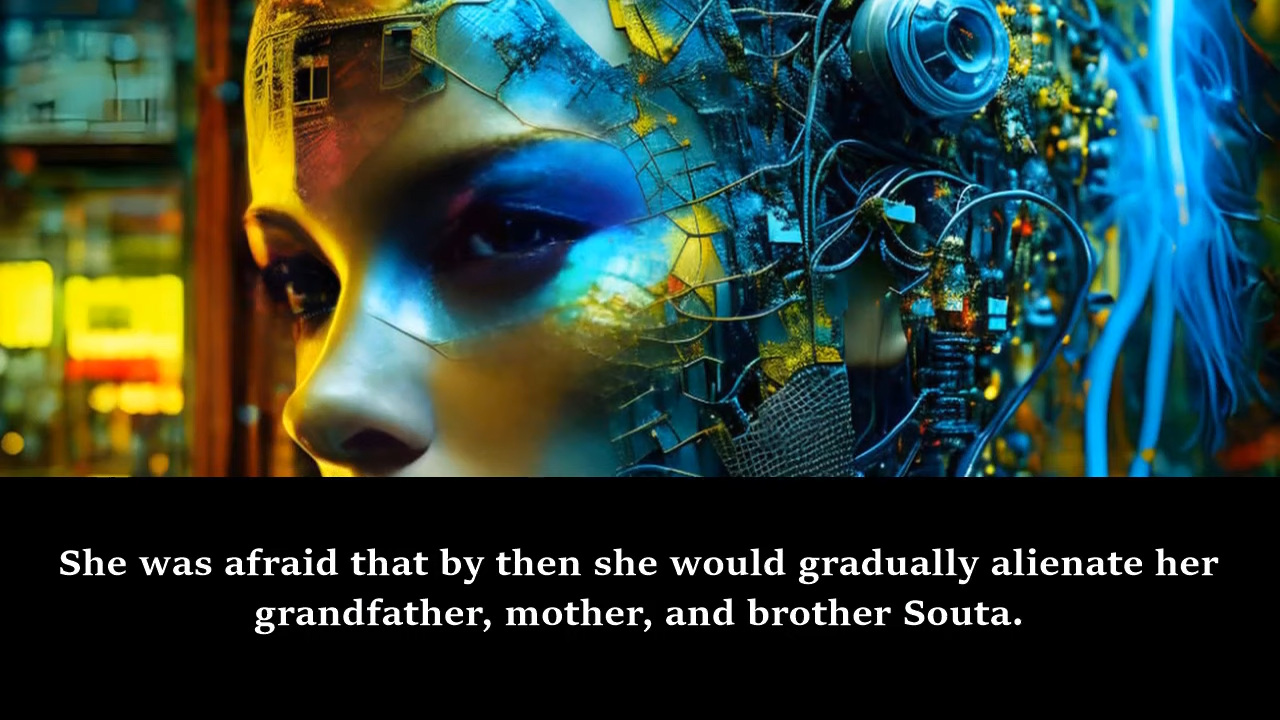 She was afraid that by then she would gradually alienate her
grandfather, mother, and brother Souta.